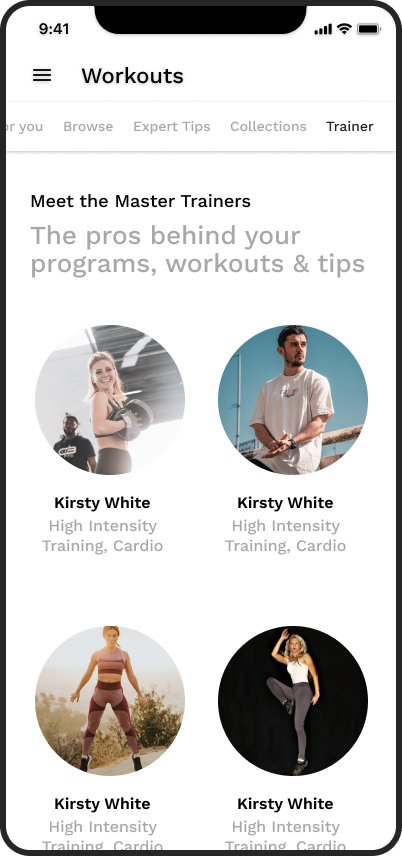 9:41
Workouts
or you Browse Expert Tips Collections Trainer
Meet the Master Trainers
The pros behind your
programs, workouts & tips
Kirsty White Kirsty White
High Intensity High Intensity
Training, Cardio Training, Cardio
Kirsty White Kirsty White
High Intensity High Intensity
Training, Cardio Training, Cardio